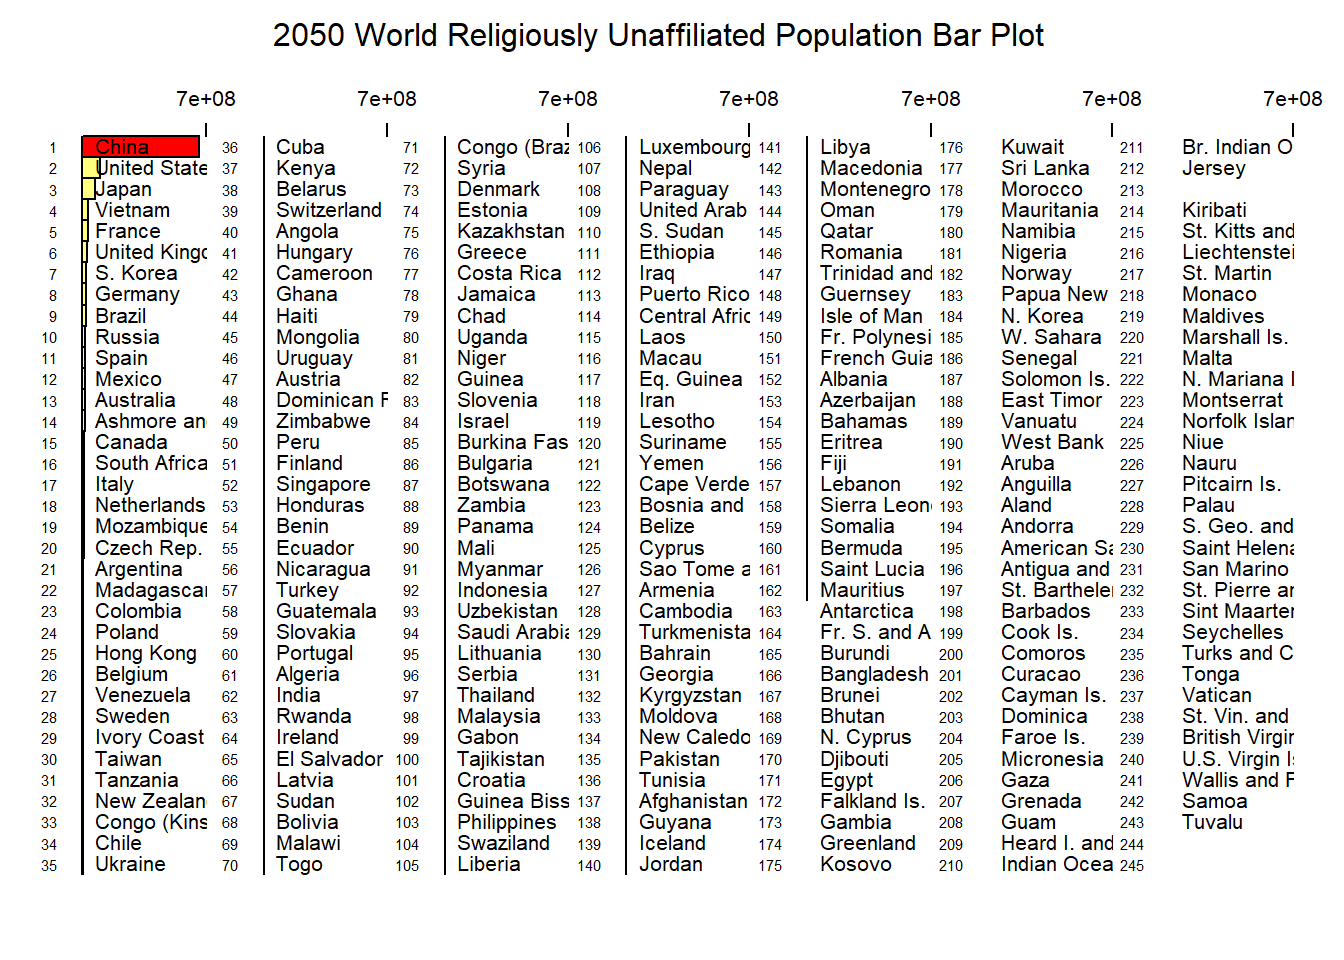 2050 World Religiously Unaffiliated Population Bar Plot
7e+08 7e+08 7e+08 7e+08 7e+08 7e+08 7e+08
1 China 36 Cuba 71 Congo (Braz 106 Luxembourg 141 Libya 176 Kuwait 211 Br. Indian O
2 United State 37 Kenya 72 Syria 107 Nepal 142 Macedonia 177 Sri Lanka 212 Jersey
3 Japan 38 Belarus 73 Denmark 108 Paraguay 143 Montenegro 178 Morocco 213
4 Vietnam 39 Switzerland 74 Estonia 109 United Arab 144 Oman 179 Mauritania 214 Kiribati
5 France 40 Angola 75 Kazakhstan 110 S. Sudan 145 Qatar 180 Namibia 215 St. Kitts and
6 United Kingd 41 Hungary 76 Greece 111 Ethiopia 146 Romania 181 Nigeria 216 Liechtenstei
7 S. Korea 42 Cameroon 77 Costa Rica 112 Iraq 147 Trinidad and 182 Norway 217 St. Martin
8 Germany 43 Ghana 78 Jamaica 113 Puerto Rico 148 Guernsey 183 Papua New 218 Monaco
9 Brazil 44 Haiti 79 Chad 114 Central Afric 149 Isle of Man 184 N. Korea 219 Maldives
10 Russia 45 Mongolia 80 Uganda 115 Laos 150 Fr. Polynesi 185 W. Sahara 220 Marshall Is.
11 Spain 46 Uruguay 81 Niger 116 Macau 151 French Guia 186 Senegal 221 Malta
12 Mexico 47 Austria 82 Guinea 117 Eq. Guinea 152 Albania 187 Solomon Is. 222 N. Mariana I
13 Australia 48 Dominican R 83 Slovenia 118 Iran 153 Azerbaijan 188 East Timor 223 Montserrat
14 Ashmore an 49 Zimbabwe 84 Israel 119 Lesotho 154 Bahamas 189 Vanuatu 224 Norfolk Islan
15 Canada 50 Peru 85 Burkina Fas 120 Suriname 155 Eritrea 190 West Bank 225 Niue
16 South Africa 51 Finland 86 Bulgaria 121 Yemen 156 Fiji 191 Aruba 226 Nauru
17 Italy 52 Singapore 87 Botswana 122 Cape Verde 157 Lebanon 192 Anguilla 227 Pitcairn Is.
18 Netherlands 53 Honduras 88 Zambia 123 Bosnia and 158 Sierra Leon 193 Aland 228 Palau
19 Mozambique 54 Benin 89 Panama 124 Belize 159 Somalia 194 Andorra 229 S. Geo. and
20 Czech Rep. 55 Ecuador 90 Mali 125 Cyprus 160 Bermuda 195 American Sa 230 Saint Helena
21 Argentina 56 Nicaragua 91 Myanmar 126 Sao Tome a 161 Saint Lucia 196 Antigua and 231 San Marino
22 Madagascar 57 Turkey 92 Indonesia 127 Armenia 162 Mauritius 197 St. Barthelem 232 St. Pierre an
23 Colombia 58 Guatemala 93 Uzbekistan 128 Cambodia 163 Antarctica 198 Barbados 233 Sint Maarten
24 Poland 59 Slovakia 94 Saudi Arabia 129 Turkmenista 164 Fr. S. and A 199 Cook Is. 234 Seychelles
25 Hong Kong 60 Portugal 95 Lithuania 130 Bahrain 165 Burundi 200 Comoros 235 Turks and C
26 Belgium 61 Algeria 96 Serbia 131 Georgia 166 Bangladesh 201 Curacao 236 Tonga
27 Venezuela 62 India 97 Thailand 132 Kyrgyzstan 167 Brunei 202 Cayman Is. 237 Vatican
28 Sweden 63 Rwanda 98 Malaysia 133 Moldova 168 Bhutan 203 Dominica 238 St. Vin. and
29 Ivory Coast 64 Ireland 99 Gabon 134 New Caledo 169 N. Cyprus 204 Faroe Is. 239 British Virgin
30 Taiwan 65 El Salvador 100 Tajikistan 135 Pakistan 170 Djibouti 205 Micronesia 240 U.S. Virgin Is
31 Tanzania 66 Latvia 101 Croatia 136 Tunisia 171 Egypt 206 Gaza 241 Wallis and F
32 New Zealan 67 Sudan 102 Guinea Biss 137 Afghanistan 172 Falkland Is. 207 Grenada 242 Samoa
33 Congo (Kins 68 Bolivia 103 Philippines 138 Guyana 173 Gambia 208 Guam 243 Tuvalu
34 Chile 69 Malawi 104 Swaziland 139 Iceland 174 Greenland 209 Heard I. and 244
35 Ukraine 70 Togo 105 Liberia 140 Jordan 175 Kosovo 210 Indian Ocea 245